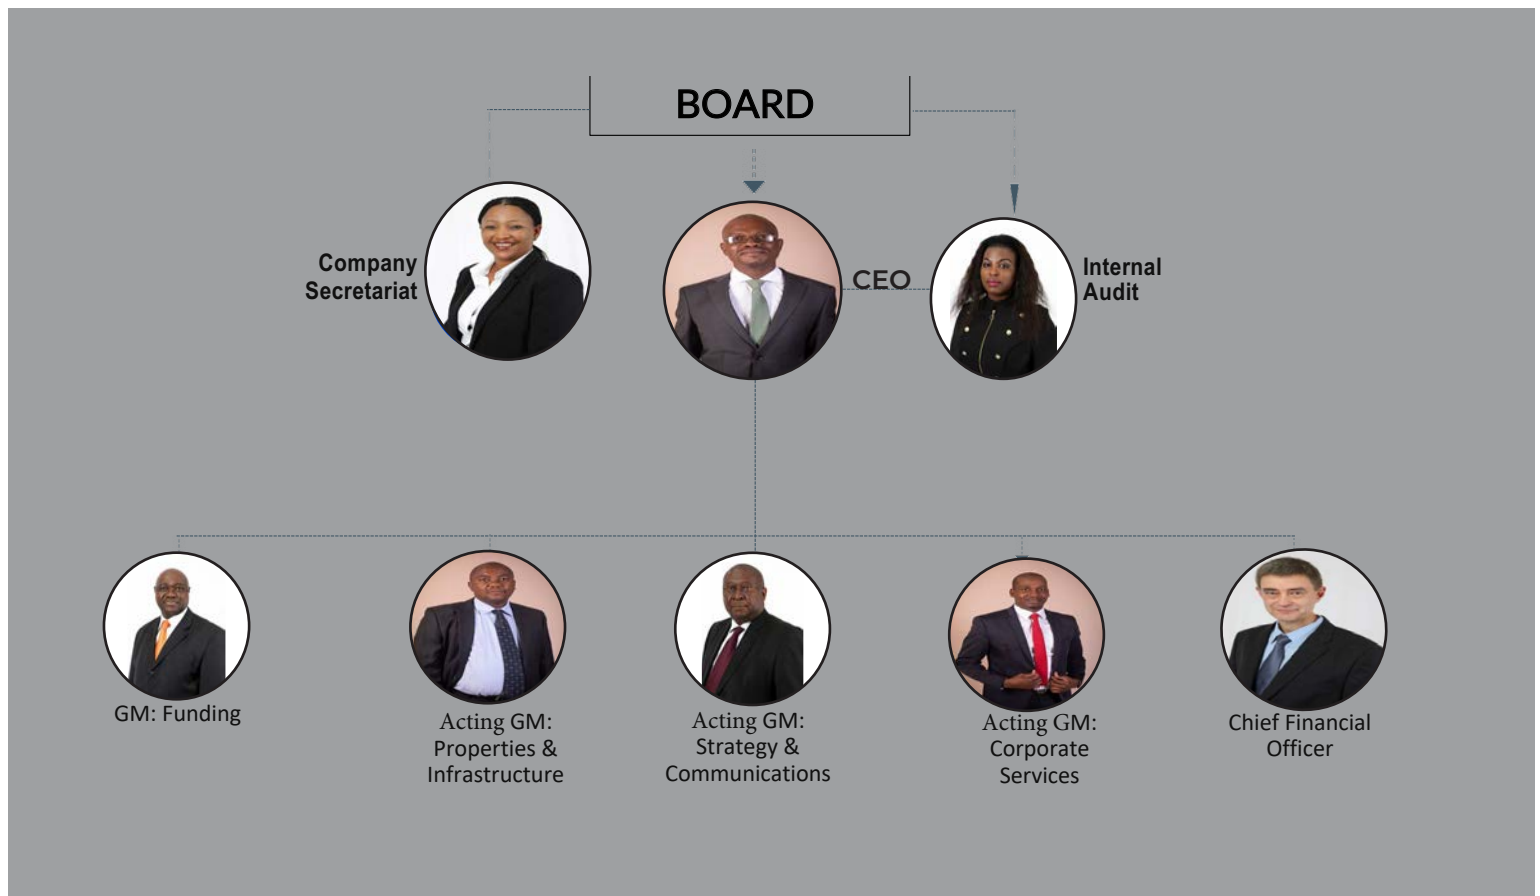 BOARD
Company
Secretariat
CEO
Internal
Audit
GM: Funding
Acting GM:
Properties &
Infrastructure
Acting GM:
Strategy &
Communications
Acting GM:
Corporate
Services
Chief Financial
Officer